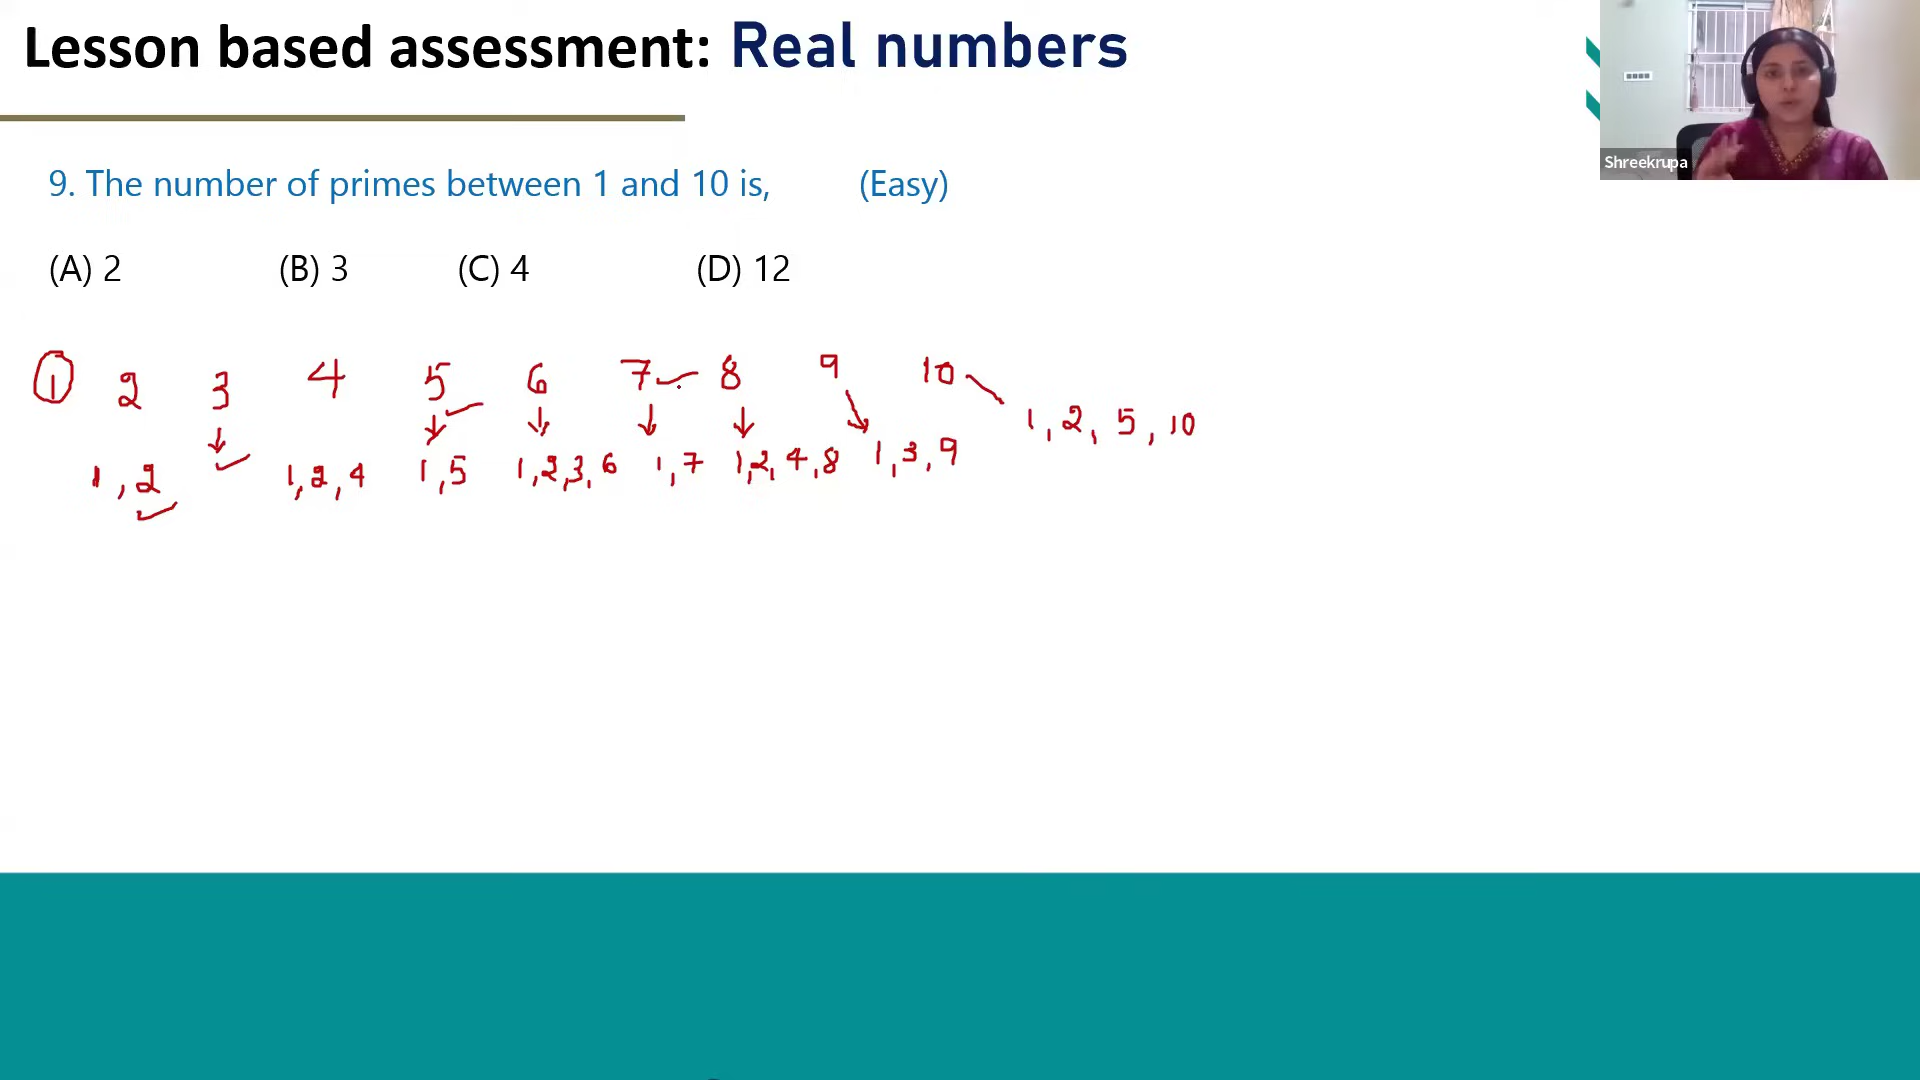 Lesson based assessment: Real numbers
Shreekrupa
9. The number of primes between 1 and 10 is, (Easy)
(A) 2 (B) 3 (C) 4 (D) 12
1 2 3 4 5 6 7 8 9 10
1, 2, 5, 10
1, 2 1, 2, 4 1, 5 1, 2, 3, 6 1, 7 1, 2, 4, 8 1, 3, 9